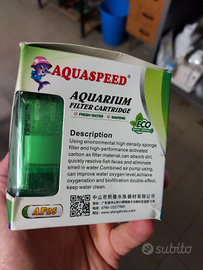 AQUASPEED®
AQUARIUM
FILTER CARTRIDGE
FRESH WATER
MARINE
ECO
Description
Using environmental high density sponge
filter and high-performance activated
carbon as filter material, can absorb dirt,
quickly resolve fish feces and eliminate
smell in water. Combined air pump using,
can improve water oxygen level, achieve
oxygenation and biofiltration double effect,
keep water clean.
subito